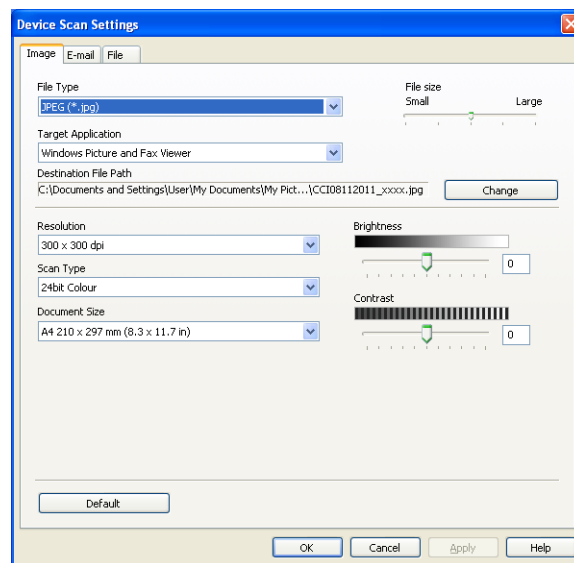 Device Scan Settings
Image E-mail File
File Type
JPEG (*.jpg)
File size
Small Large
Target Application
Windows Picture and Fax Viewer
Destination File Path
C:\Documents and Settings\User\My Documents\My Pict...\CCI08112011_xxxx.jpg
Change
Resolution
300 x 300 dpi
Scan Type
24bit Colour
Document Size
A4 210 x 297 mm (8.3 x 11.7 in)
Brightness
0
Contrast
0
Default
OK Cancel Apply Help